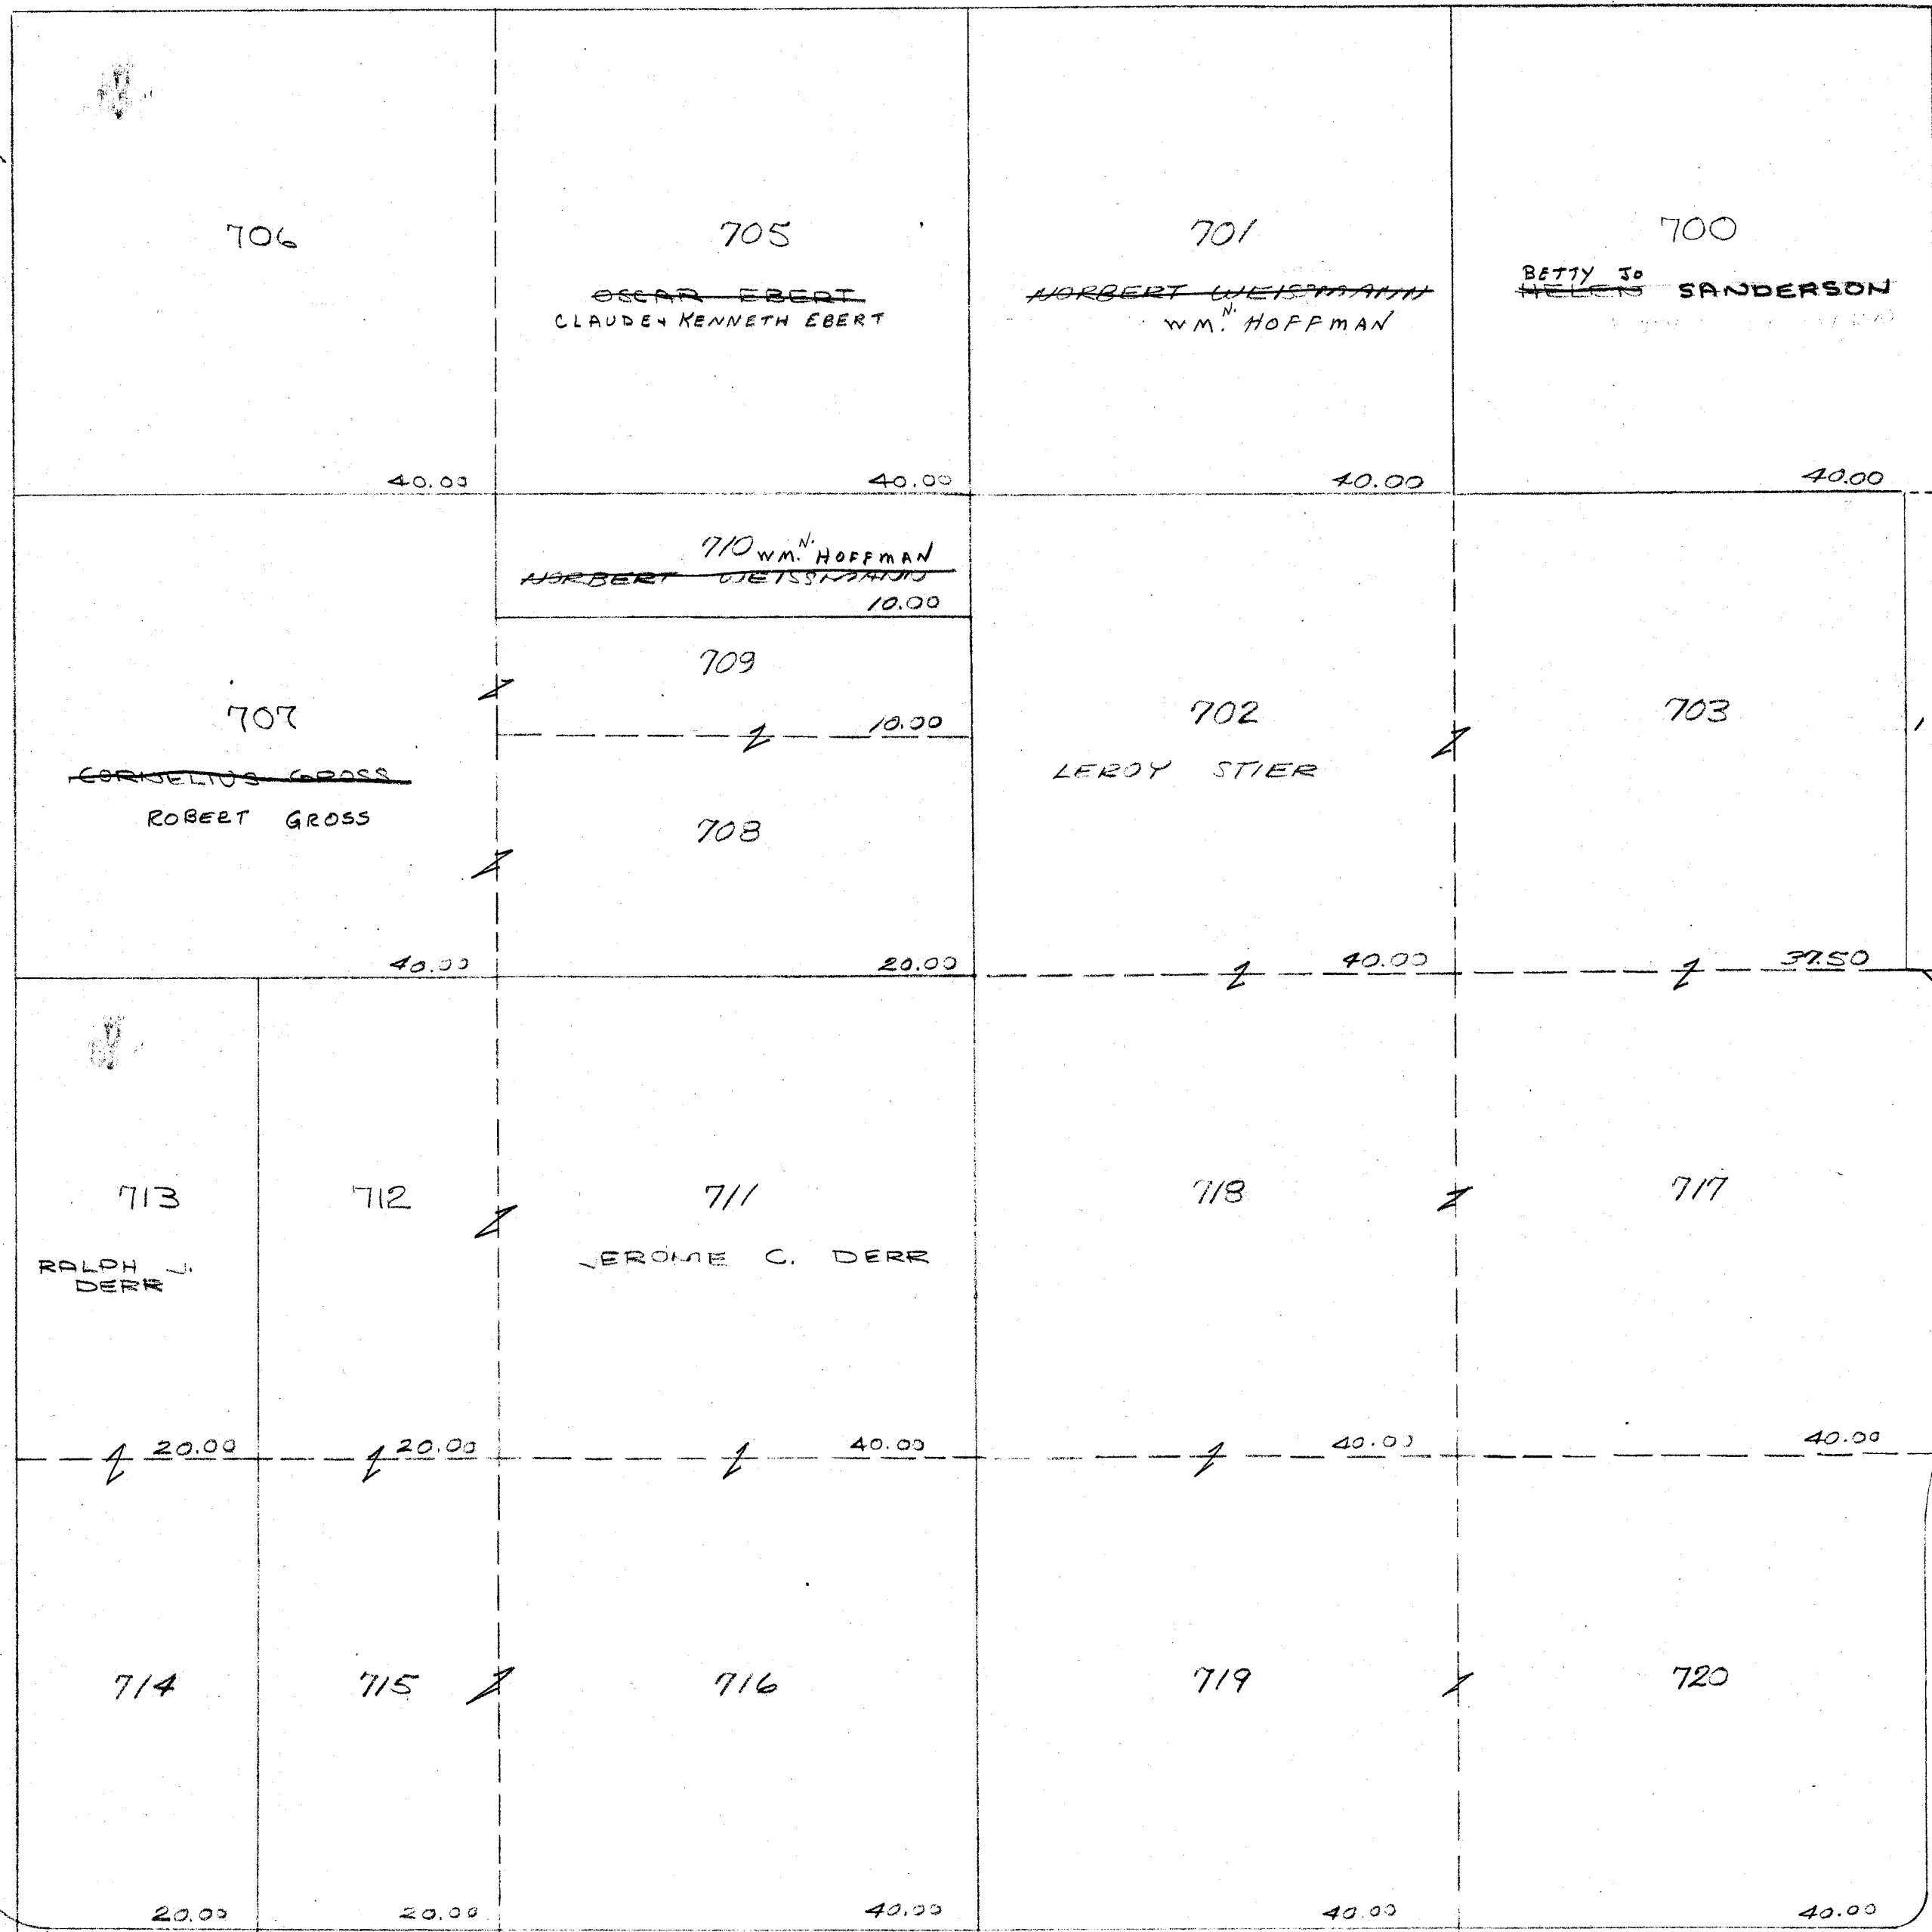 706
40.00
705
OSCAR EBERT
CLAUDE & KENNETH EBERT
40.00
701
NORBERT WEISSMANN
WM. N. HOFFMAN
40.00
700
BETTY JO
HELEN SANDERSON
40.00
707
CORNELIUS GROSS
ROBERT GROSS
40.00
710 WM. N. HOFFMAN
NORBERT WEISSMANN
10.00
709
10.00
708
20.00
702
LEROY STIER
40.00
703
37.50
713
RALPH J.
DERR
20.00
712
20.00
711
JEROME C. DERR
40.00
718
40.00
717
40.00
714
20.00
715
20.00
716
40.00
719
40.00
720
40.00